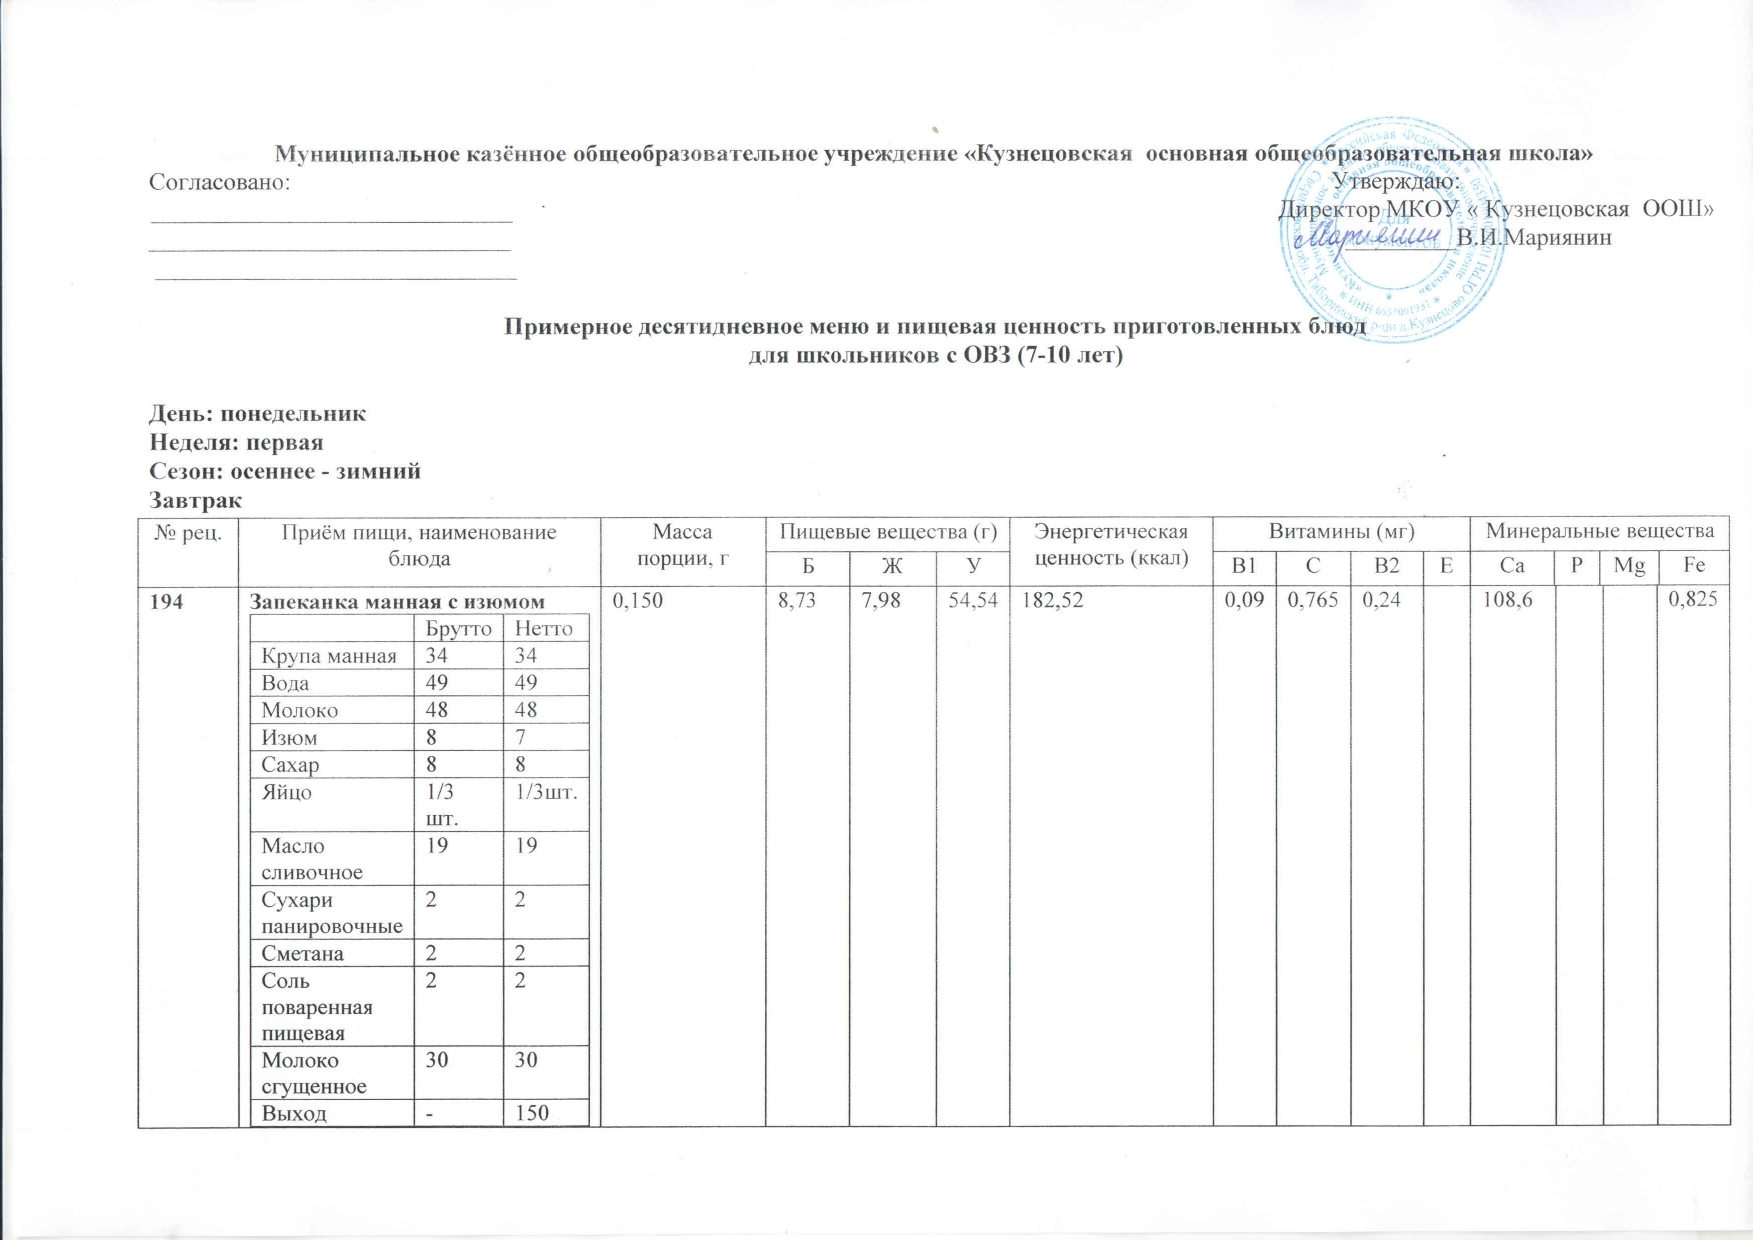 Муниципальное казённое общеобразовательное учреждение «Кузнецовская основная общеобразовательная школа»
Согласовано: Утверждаю:
Директор МКОУ « Кузнецовская ООШ»
В.И.Мариянин
Примерное десятидневное меню и пищевая ценность приготовленных блюд
для школьников с ОВЗ (7-10 лет)
День: понедельник
Неделя: первая
Сезон: осеннее - зимний
Завтрак
№ рец. Приём пищи, наименование блюда Масса порции, г Пищевые вещества (г) Энергетическая ценность (ккал) Витамины (мг) Минеральные вещества
Б Ж У В1 С В2 Е Са Р Mg Fe
194 Запеканка манная с изюмом 0,150 8,73 7,98 54,54 182,52 0,09 0,765 0,24 108,6 0,825
Брутто Нетто
Крупа манная 34 34
Вода 49 49
Молоко 48 48
Изюм 8 7
Сахар 8 8
Яйцо 1/3 шт. 1/3шт.
Масло сливочное 19 19
Сухари панировочные 2 2
Сметана 2 2
Соль поваренная пищевая 2 2
Молоко сгущенное 30 30
Выход - 150